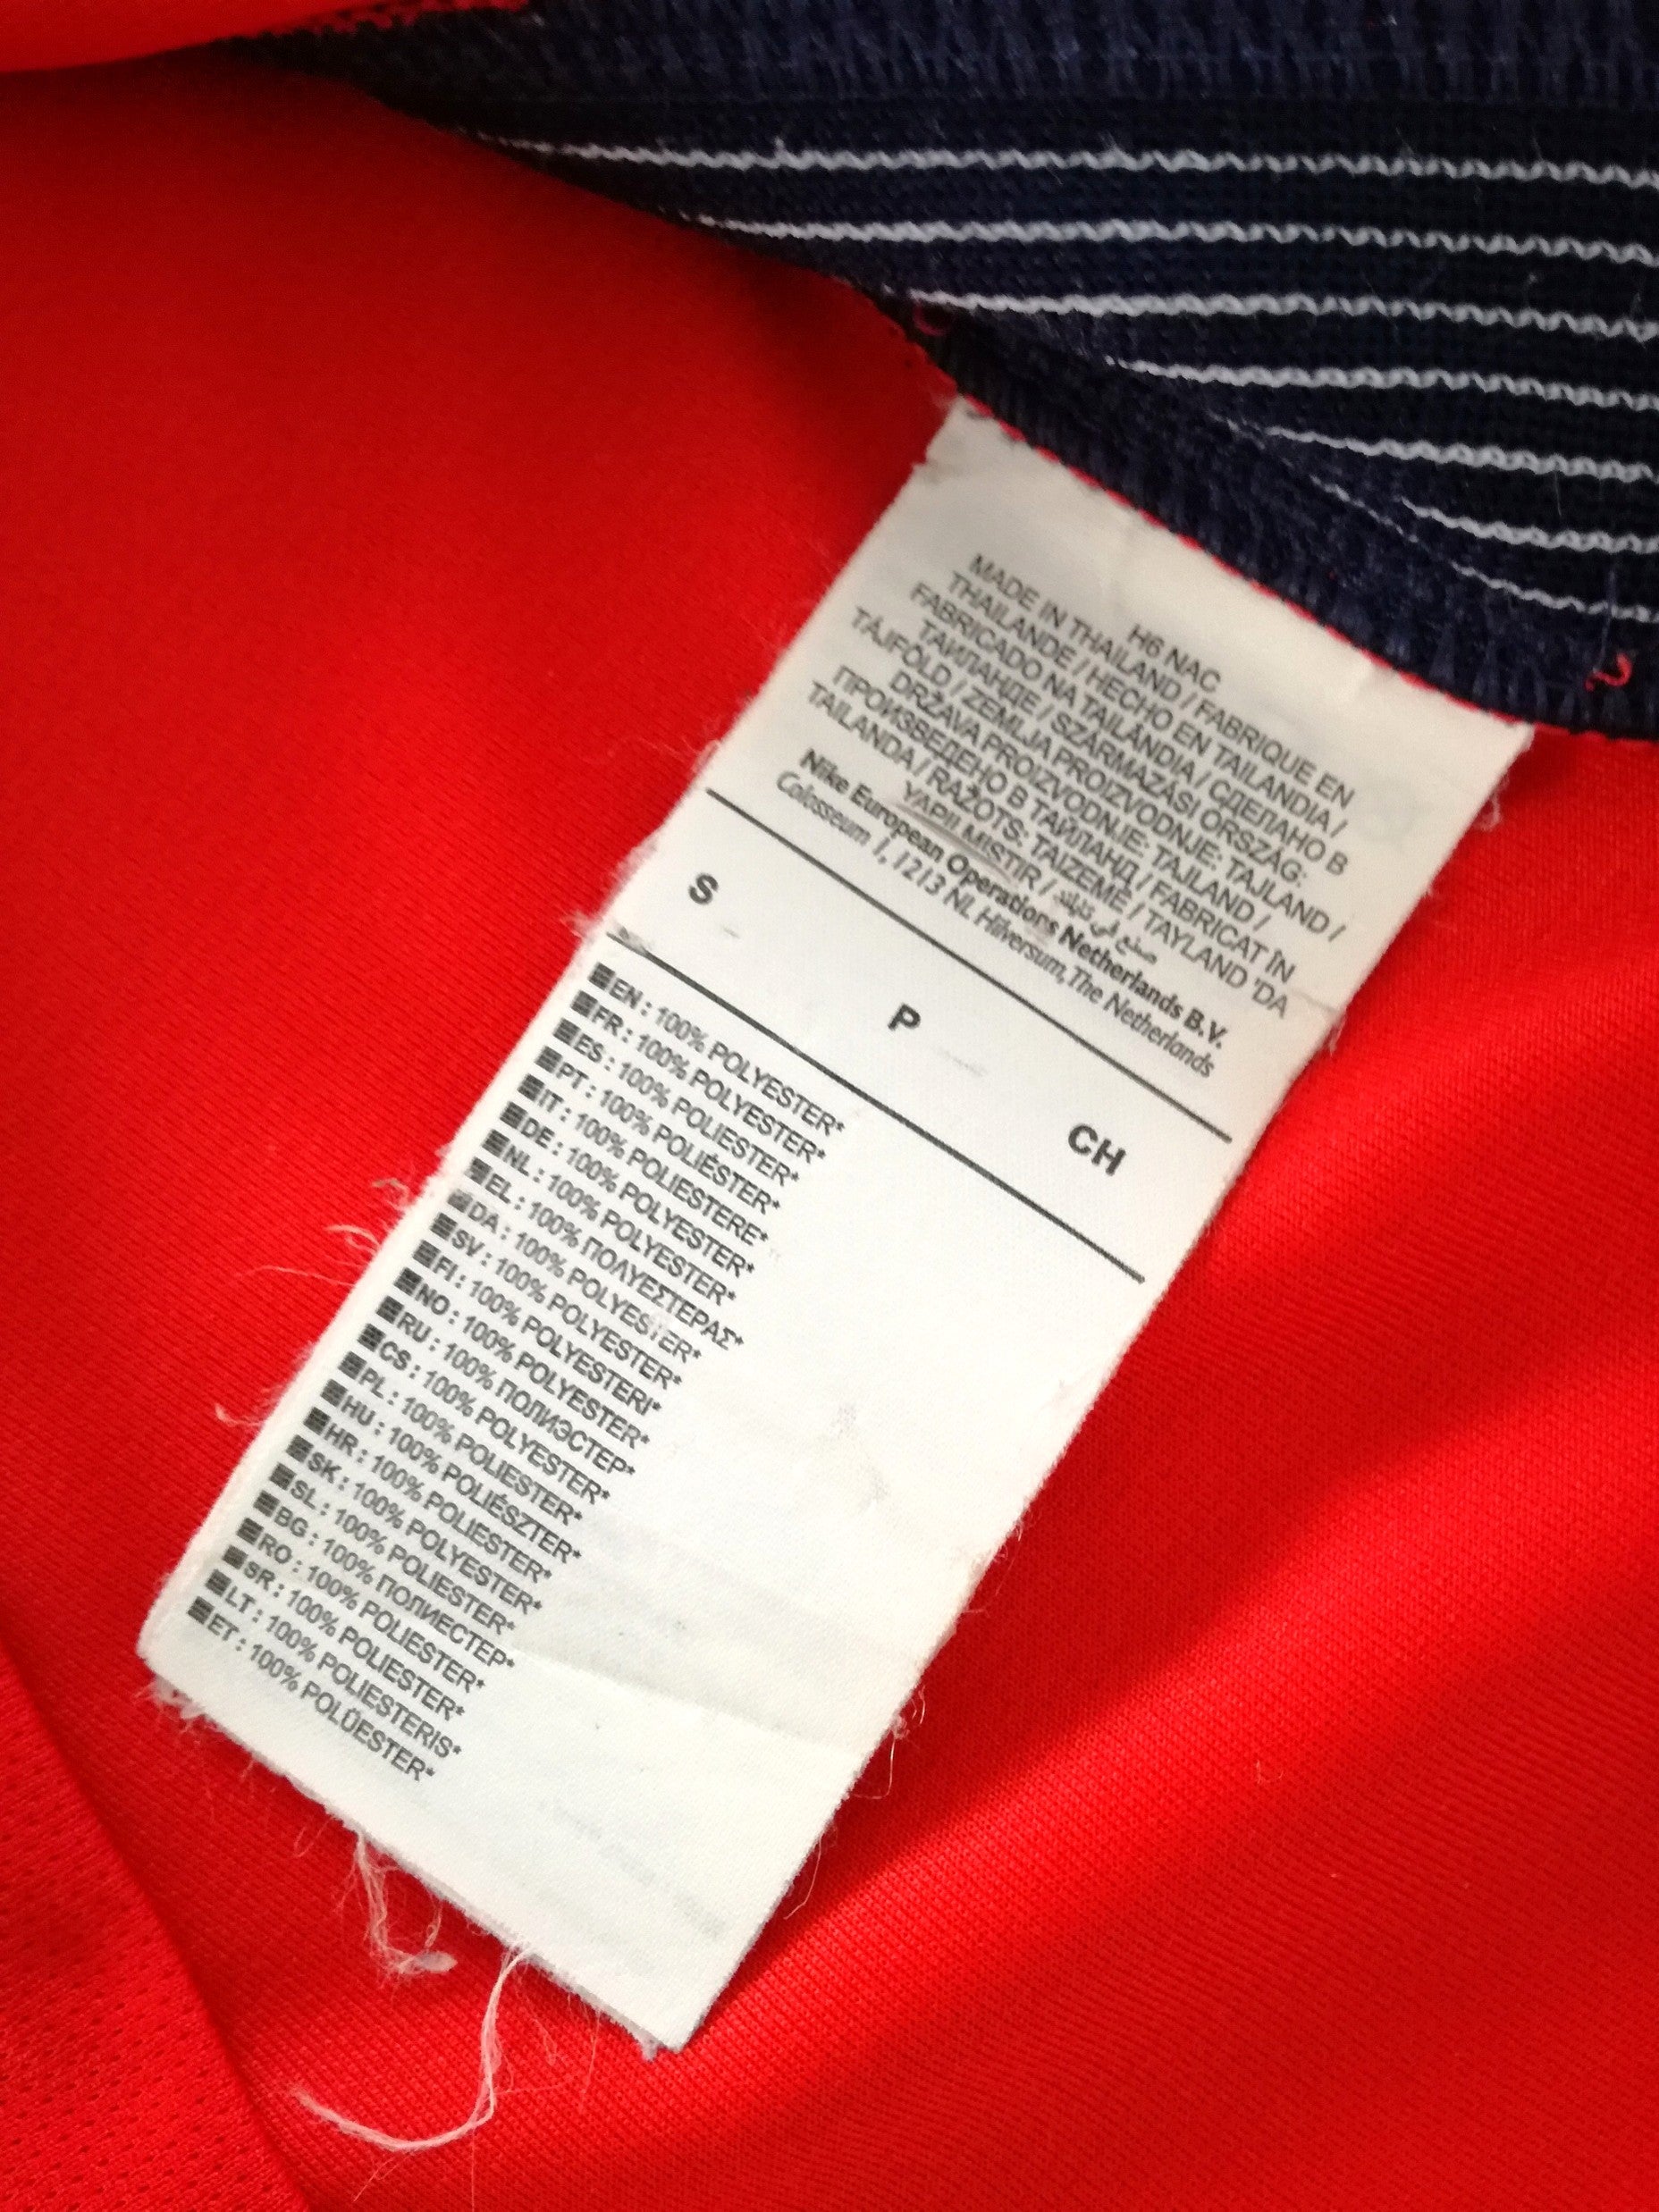 H6 NAC
MADE IN THAILAND / FABRIQUE EN
THAILANDE / HECHO EN TAILANDIA /
FABRICADO NA TAILÂNDIA / СДЕЛАНО В
ТАИЛАНДЕ / SZÁRMAZÁSI ORSZÁG:
TÁJFÖLD / ZEMLJA PROIZVODNJE: TAJLAND /
DRŽAVA PROIZVODNJE: TAJLAND /
ПРОИЗВЕДЕНО В ТАЙЛАНД / FABRICAT ÎN
TAILANDA / RAŽOTS: TAIZEMĒ / TAYLAND 'DA
YAPII MISTIR / صنع في تايلند
Nike European Operations Netherlands B.V.
Colosseum 1, 1213 NL Hilversum, The Netherlands
S P CH
EN : 100% POLYESTER*
FR : 100% POLYESTER*
ES : 100% POLIESTER*
PT : 100% POLIÉSTER*
IT : 100% POLIESTERE*
DE : 100% POLYESTER*
NL : 100% POLYESTER*
EL : 100% ΠΟΛΥΕΣΤΕΡΑΣ*
DA : 100% POLYESTER*
SV : 100% POLYESTER*
FI : 100% POLYESTERI*
NO : 100% POLYESTER*
RU : 100% ПОЛИЭСТЕР*
CS : 100% POLYESTER*
PL : 100% POLIESTER*
HU : 100% POLIÉSZTER*
HR : 100% POLIESTER*
SK : 100% POLYESTER*
SL : 100% POLIESTER*
BG : 100% ПОЛИЕСТЕР*
RO : 100% POLIESTER*
SR : 100% POLIESTER*
LT : 100% POLIESTERIS*
ET : 100% POLÜESTER*